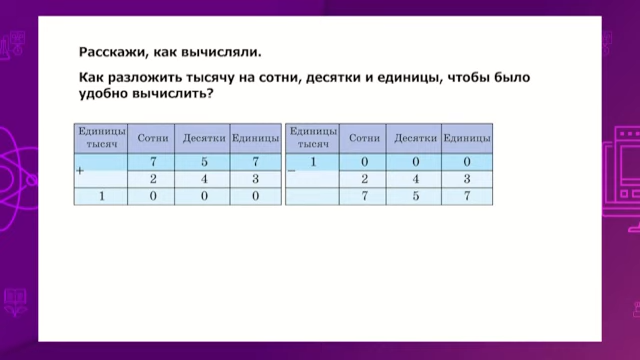 Расскажи, как вычисляли.
Как разложить тысячу на сотни, десятки и единицы, чтобы было
удобно вычислить?
Единицы тысяч Сотни Десятки Единицы
+ 7 5 7
2 4 3
1 0 0 0
Единицы тысяч Сотни Десятки Единицы
− 1 0 0 0
2 4 3
7 5 7